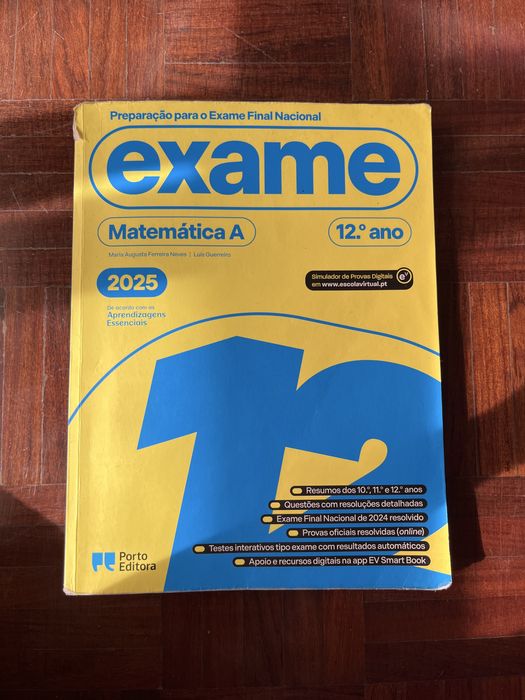 Preparação para o Exame Final Nacional
exame
Matemática A
12.º ano
Maria Augusta Ferreira Neves | Luís Guerreiro
2025
Simulador de Provas Digitais
em www.escolavirtual.pt
De acordo com as
Aprendizagens
Essenciais
12
Resumos dos 10.º, 11.º e 12.º anos
Questões com resoluções detalhadas
Exame Final Nacional de 2024 resolvido
Provas oficiais resolvidas (online)
Testes interativos tipo exame com resultados automáticos
Apoio e recursos digitais na app EV Smart Book
Porto
Editora